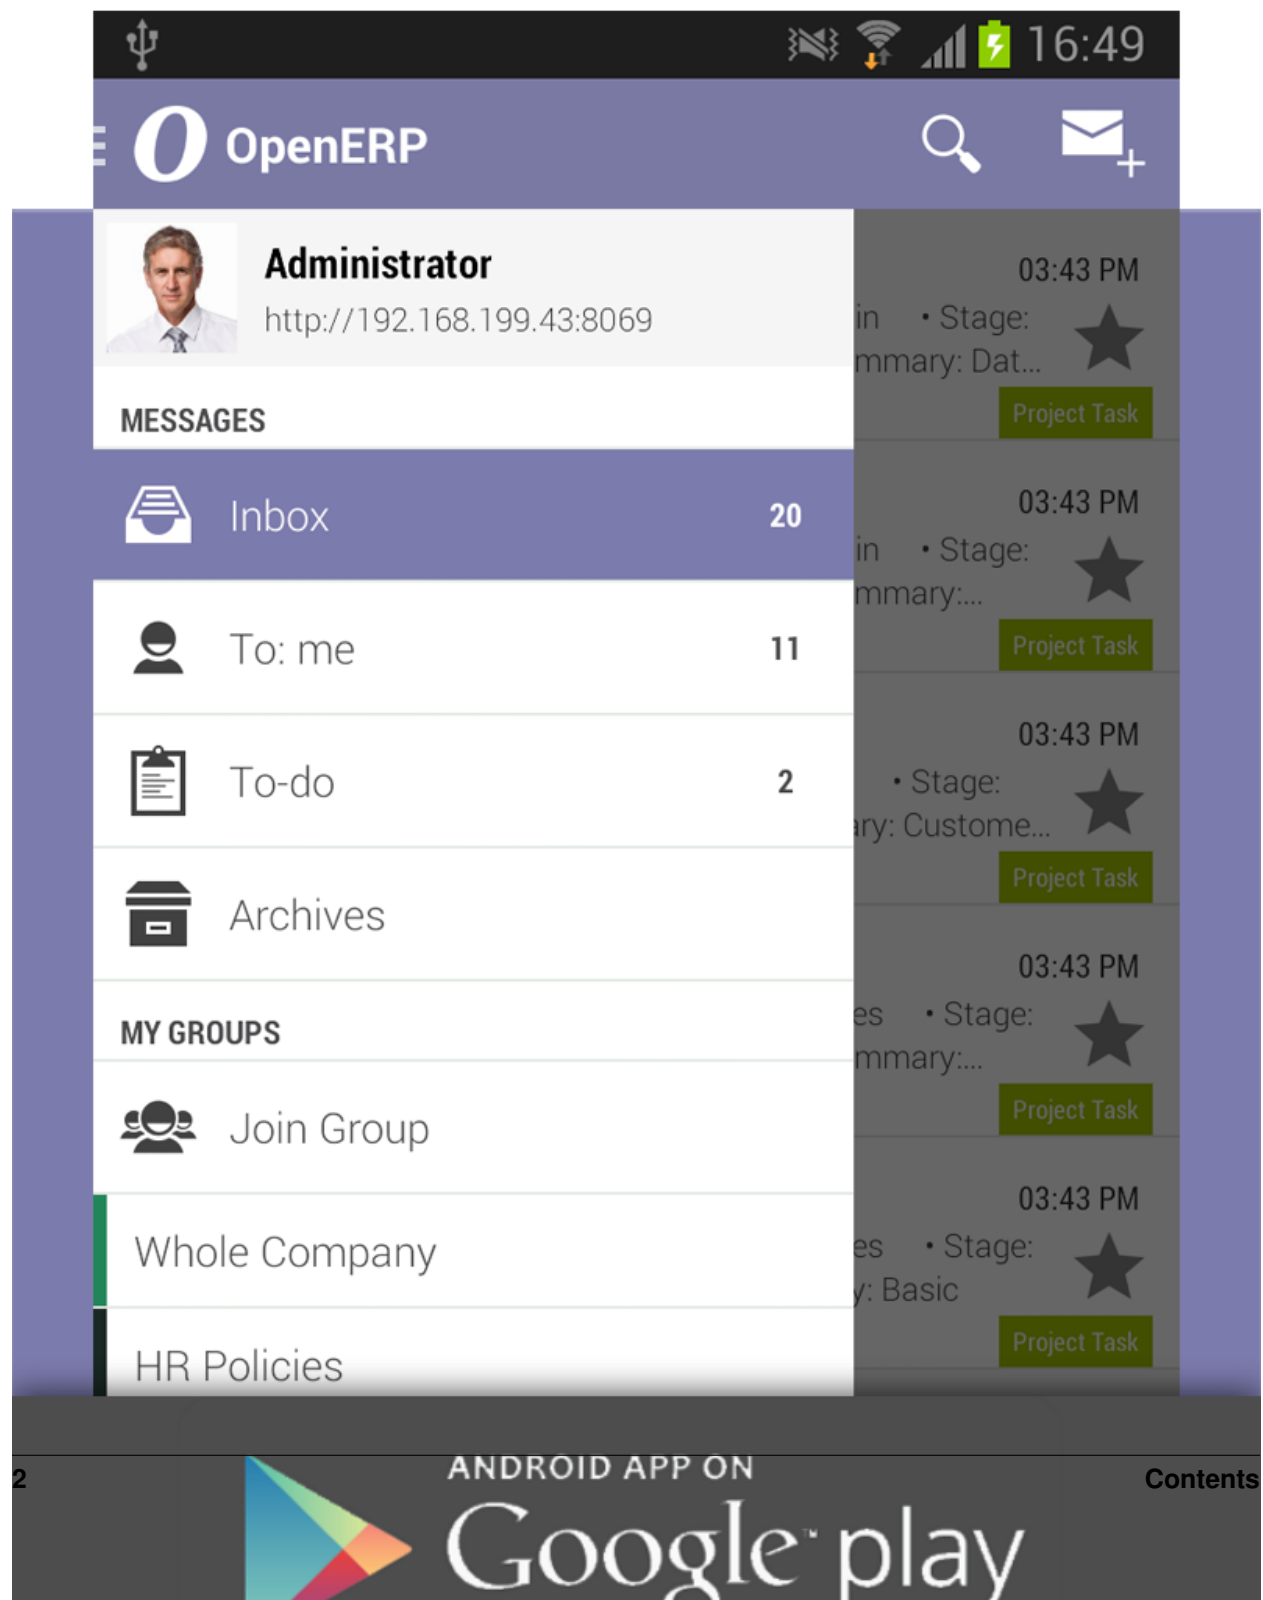 16:49
OpenERP
Administrator
http://192.168.199.43:8069
MESSAGES
Inbox 20
To: me 11
To-do 2
Archives
MY GROUPS
Join Group
Whole Company
HR Policies
03:43 PM
in • Stage:
mmary: Dat...
Project Task
03:43 PM
in • Stage:
mmary:...
Project Task
03:43 PM
• Stage:
ary: Custome...
Project Task
03:43 PM
es • Stage:
mmary:...
Project Task
03:43 PM
es • Stage:
y: Basic
Project Task
2 Contents
ANDROID APP ON
Google™ play